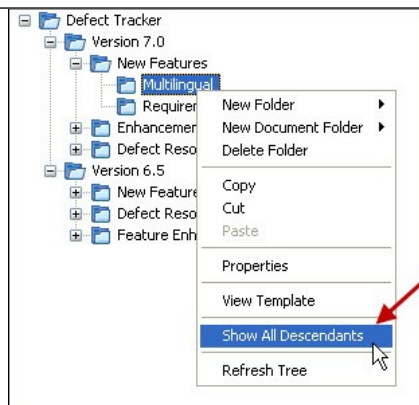 Defect Tracker
Version 7.0
New Features
Multilingual
Requirer
Enhancemer
Defect Reso
Version 6.5
New Feature
Defect Reso
Feature Enh
New Folder
New Document Folder
Delete Folder
Copy
Cut
Paste
Properties
View Template
Show All Descendants
Refresh Tree